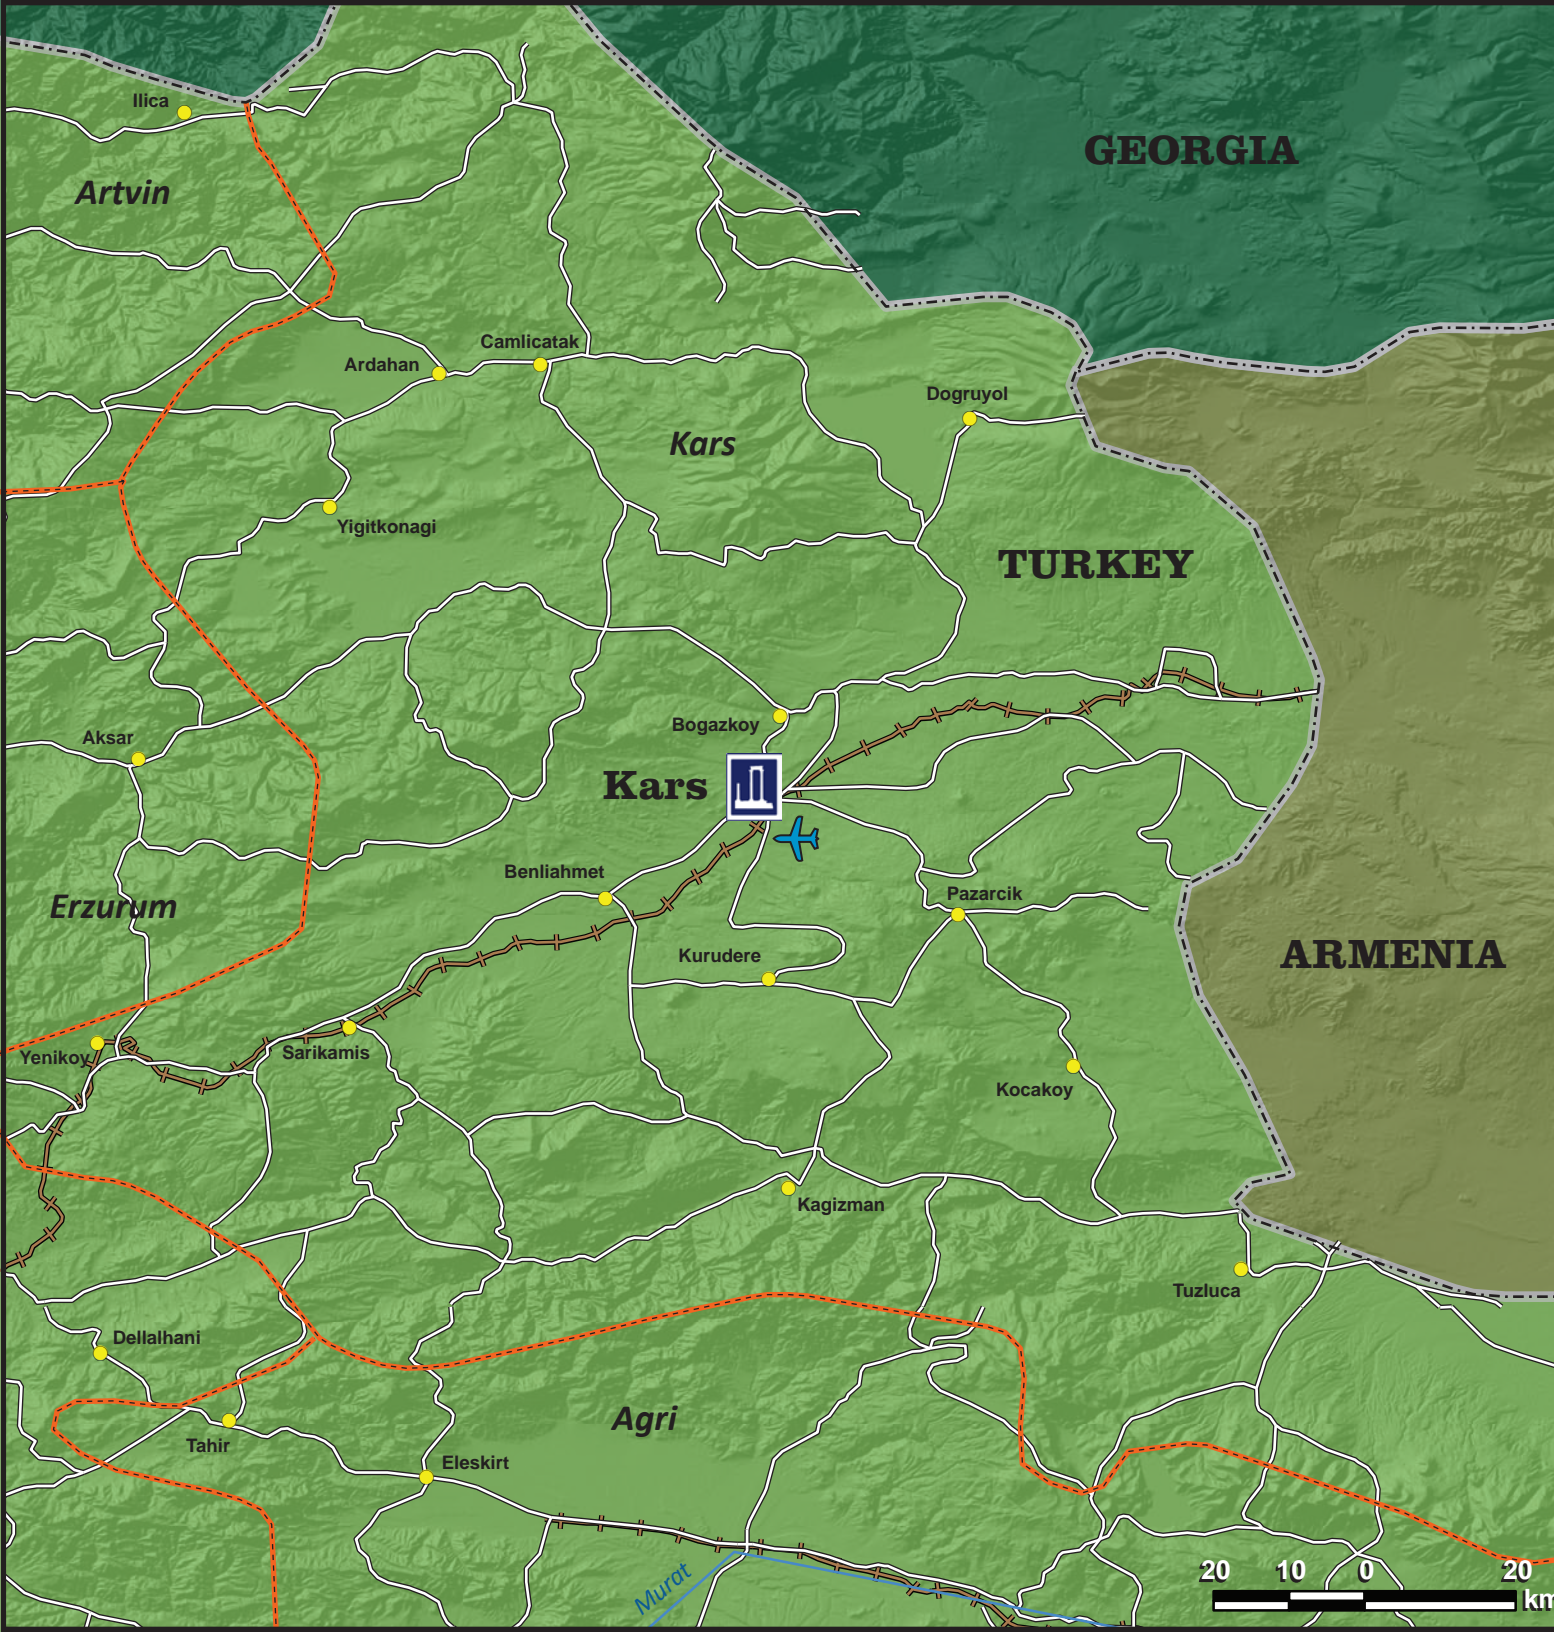 Ilica
GEORGIA
Artvin
Camlicatak
Ardahan
Dogruyol
Kars
Yigitkonagi
TURKEY
Bogazkoy
Aksar
Kars
Benliahmet
Pazarcik
Erzurum
Kurudere
ARMENIA
Sarikamis
Yenikoy
Kocakoy
Kagizman
Tuzluca
Dellalhani
Agri
Tahir
Eleskirt
Murat
20 10 0 20
km